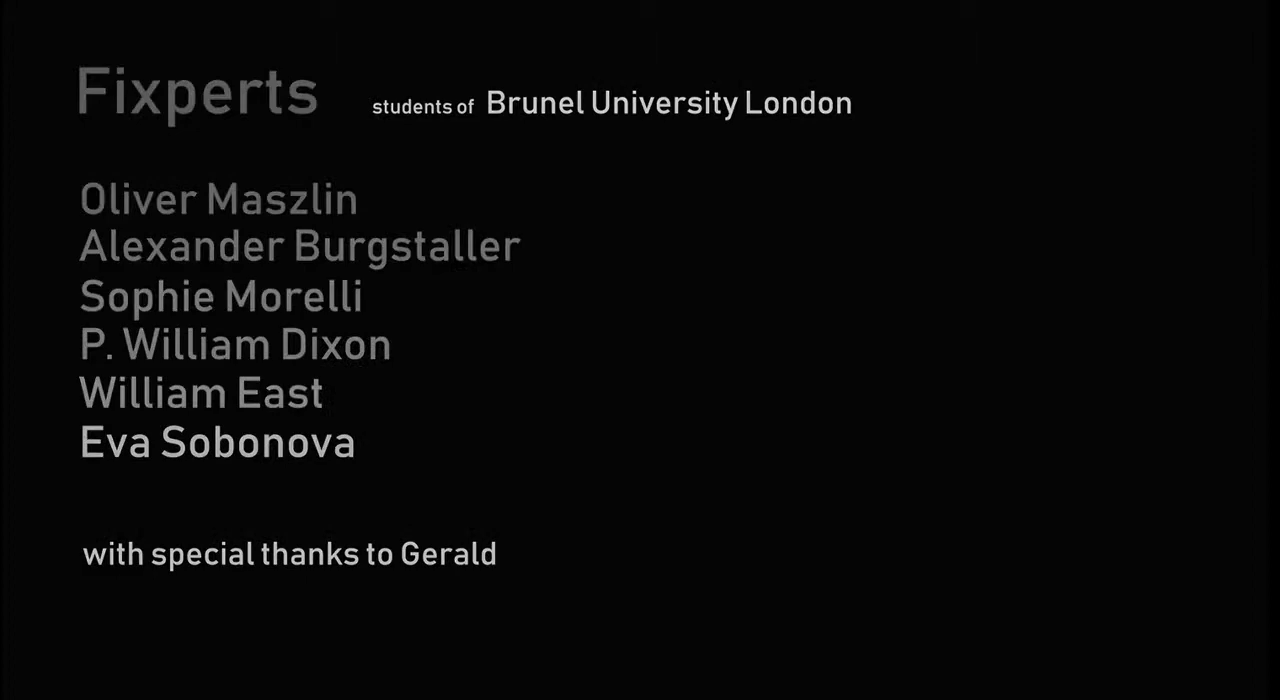 Fixperts students of Brunel University London
Oliver Maszlin
Alexander Burgstaller
Sophie Morelli
P. William Dixon
William East
Eva Sobonova
with special thanks to Gerald